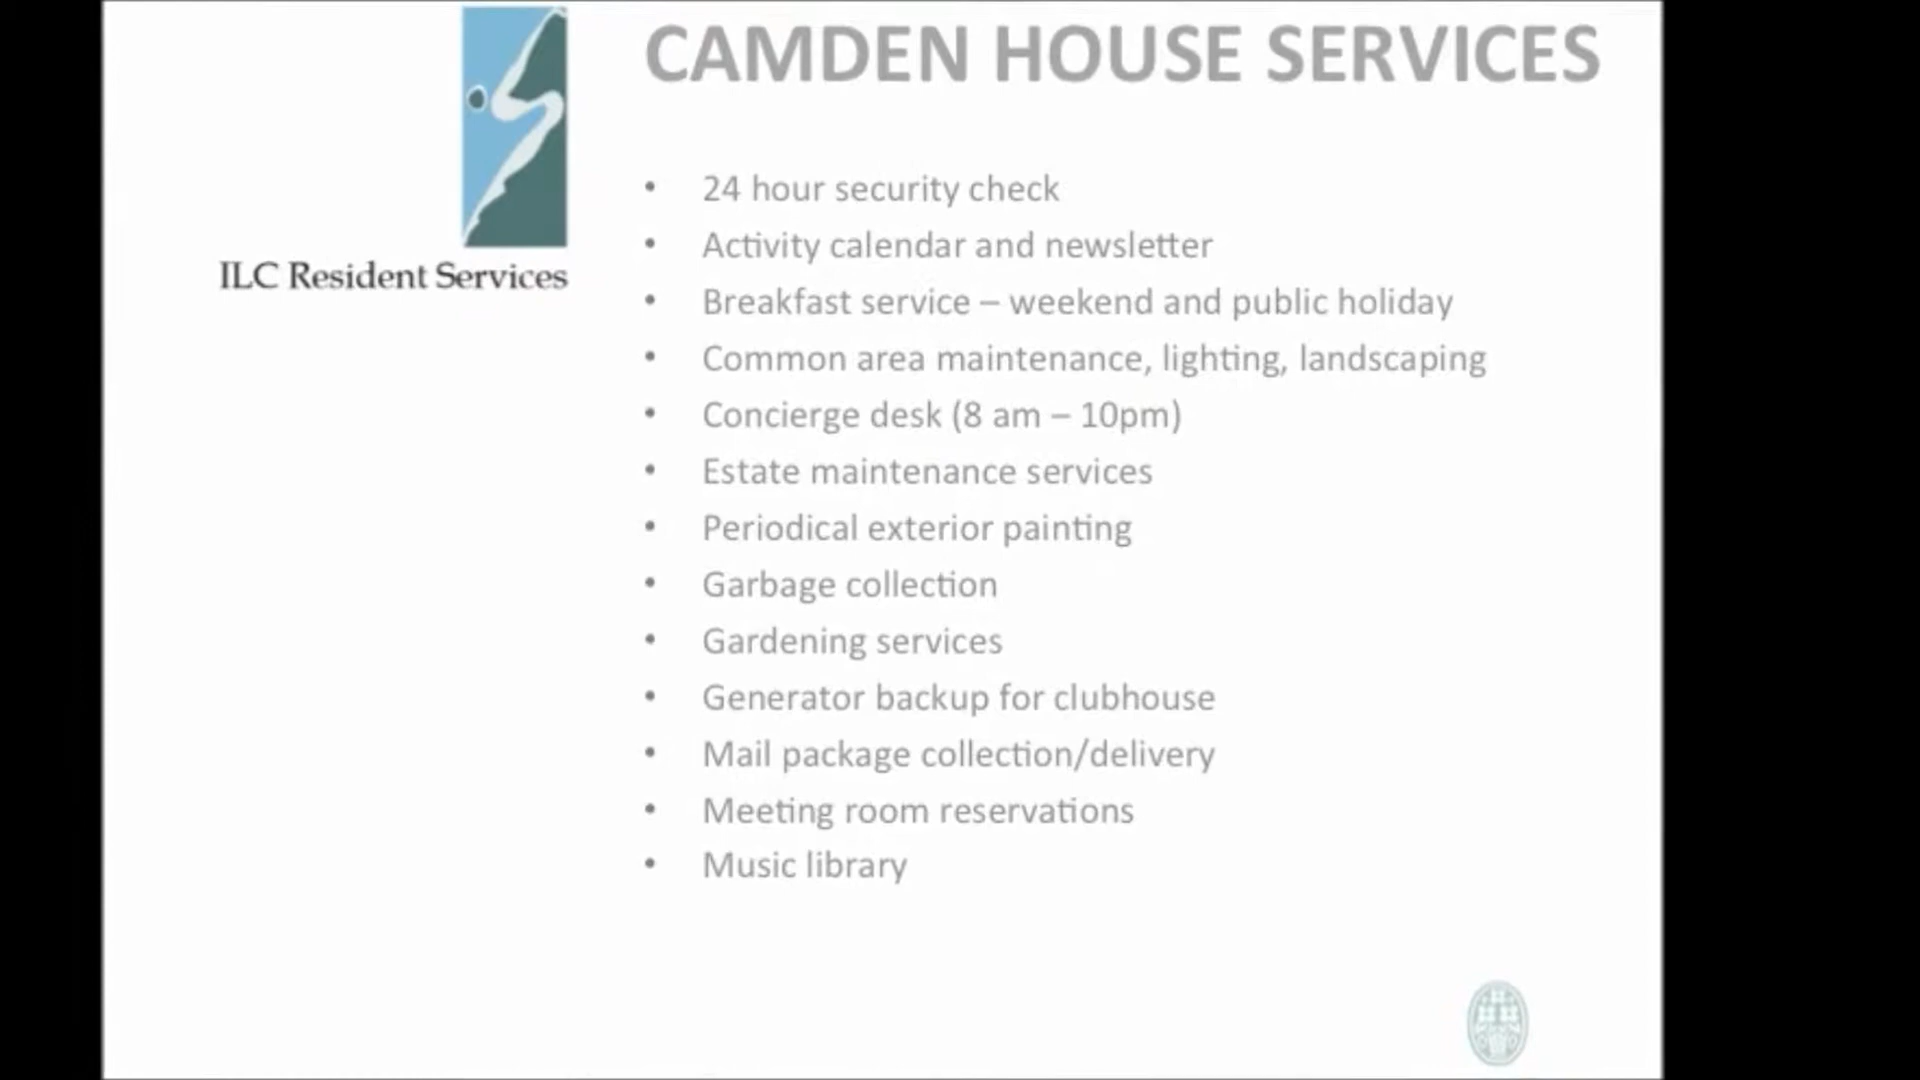 CAMDEN HOUSE SERVICES
ILC Resident Services
• 24 hour security check
• Activity calendar and newsletter
• Breakfast service – weekend and public holiday
• Common area maintenance, lighting, landscaping
• Concierge desk (8 am – 10pm)
• Estate maintenance services
• Periodical exterior painting
• Garbage collection
• Gardening services
• Generator backup for clubhouse
• Mail package collection/delivery
• Meeting room reservations
• Music library